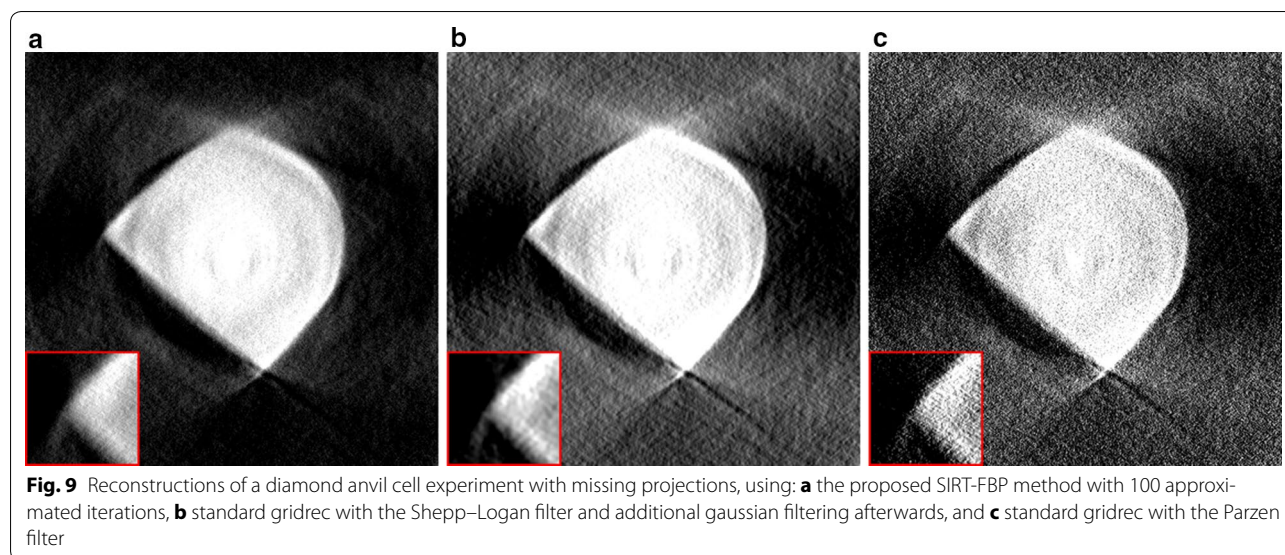 a
b
c
Fig. 9 Reconstructions of a diamond anvil cell experiment with missing projections, using: a the proposed SIRT-FBP method with 100 approxi-
mated iterations, b standard gridrec with the Shepp–Logan filter and additional gaussian filtering afterwards, and c standard gridrec with the Parzen
filter